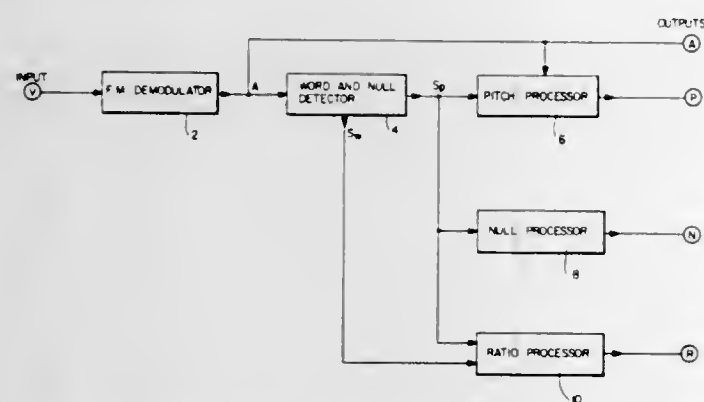 OUTPUTS
A
INPUT
V
F.M. DEMODULATOR
2
A
WORD AND NULL
DETECTOR
4
Sp
PITCH PROCESSOR
6
P
Sw
NULL PROCESSOR
8
N
RATIO PROCESSOR
10
R